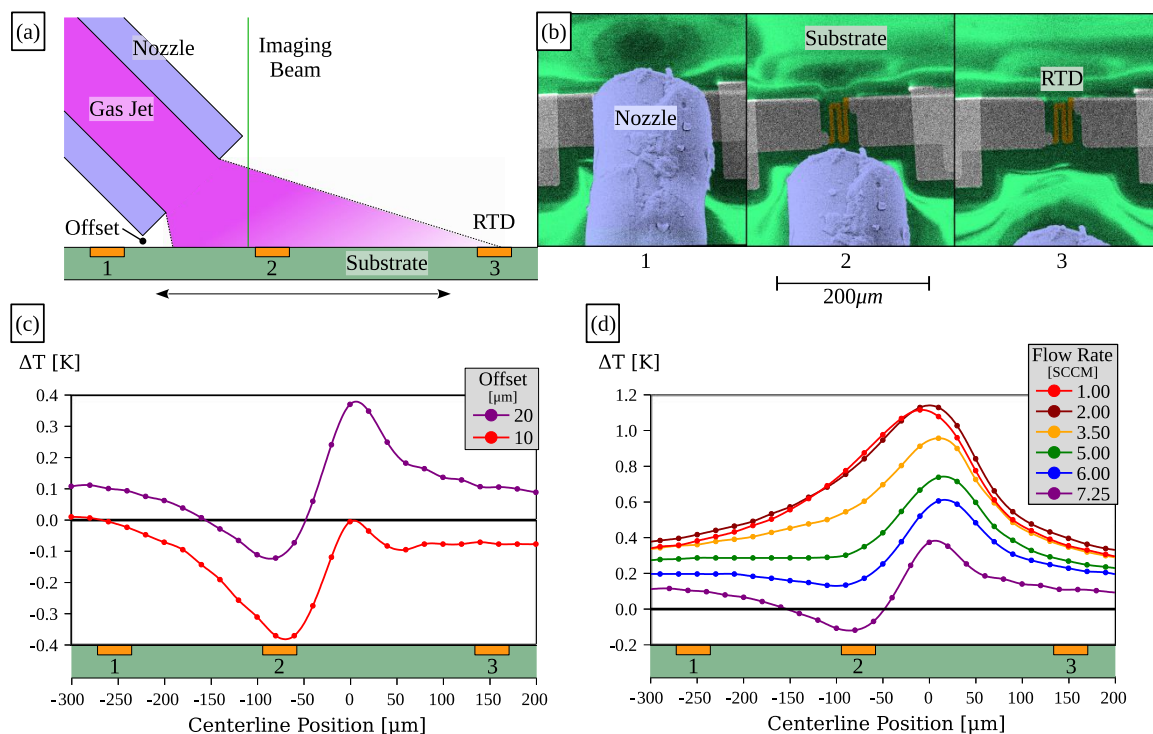 (a)
Nozzle
Imaging
Beam
Gas Jet
Offset
RTD
Substrate
1
2
3
(b)
Substrate
RTD
Nozzle
1
2
3
200μm
(c)
ΔT [K]
Offset
[μm]
20
10
0.4
0.3
0.2
0.1
0.0
-0.1
-0.2
-0.3
-0.4
1
2
3
-300 -250 -200 -150 -100 -50 0 50 100 150 200
Centerline Position [μm]
(d)
ΔT [K]
Flow Rate
[SCCM]
1.00
2.00
3.50
5.00
6.00
7.25
1.2
1.0
0.8
0.6
0.4
0.2
0.0
-0.2
1
2
3
-300 -250 -200 -150 -100 -50 0 50 100 150 200
Centerline Position [μm]